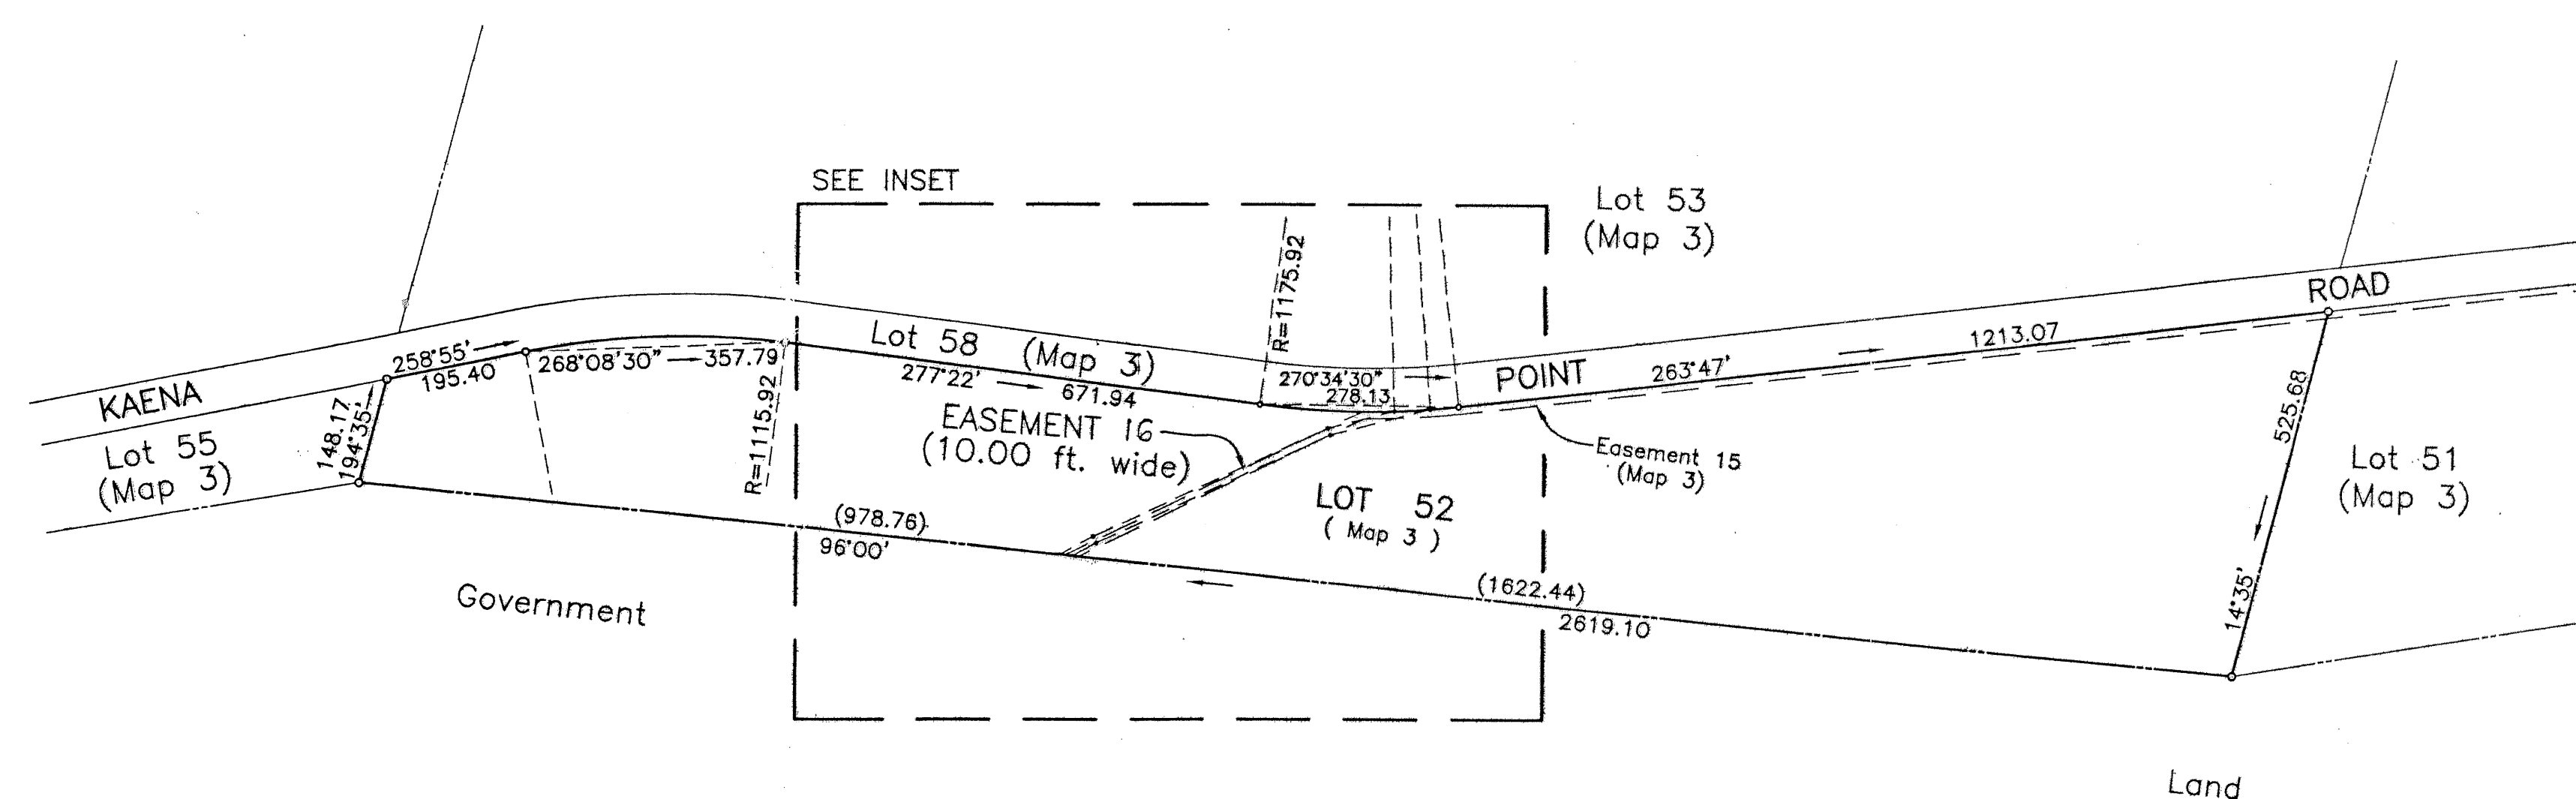 SEE INSET
Lot 53
(Map 3)
R=1175.92
ROAD
Lot 58 (Map 3)
1213.07
258°55'
195.40
268°08'30" 357.79
277°22'
671.94
270°34'30"
278.13
POINT
263°47'
KAENA
148.17
194°35'
R=1115.92
Lot 55
(Map 3)
EASEMENT 16
(10.00 ft. wide)
Easement 15
(Map 3)
525.68
14°35'
Lot 51
(Map 3)
LOT 52
( Map 3 )
(978.76)
96°00'
(1622.44)
2619.10
Government
Land